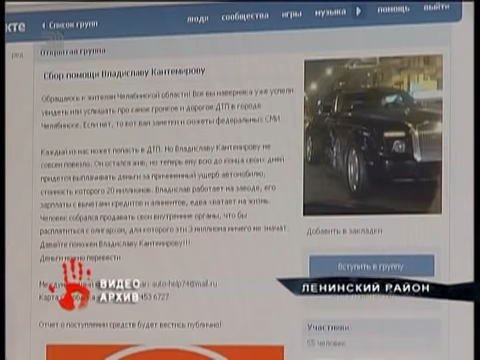 кте
‹ Список групп
люди сообщества игры музыка помощь выйти
ред.
Открытая группа
Сбор помощи Владиславу Кантемирову
Обращаюсь к жителям Челябинской области! Все вы наверняка уже успели
увидеть или услышать про самое громкое и дорогое ДТП в городе
Челябинске. Если нет, то вот вам заметки и сюжеты федеральных СМИ.
Каждый из нас может попасть в ДТП. Но Владиславу Кантемирову не
совсем повезло. Он остался жив, но теперь ему всю до конца своих дней
придется выплачивать деньги за причиненный ущерб автомобилю,
стоимость которого 20 миллионов. Владислав работает на заводе, его
зарплаты с вычетами кредитов и алиментов, едва хватает на жизнь.
Человек собрался продавать свои внутренние органы, что бы
расплатиться с олигархом, для которого эти 3 миллиона ничего не значат.
Давайте поможем Владиславу Кантемирову!!!
Деньги можно перевести
auto-help74@mail.ru
Карта 453 6727
Отчет о поступлении средств будет вестись публично!
Добавить в закладки
Вступить в группу
Участники
55 человек
ВИДЕО
АРХИВ
ЛЕНИНСКИЙ РАЙОН